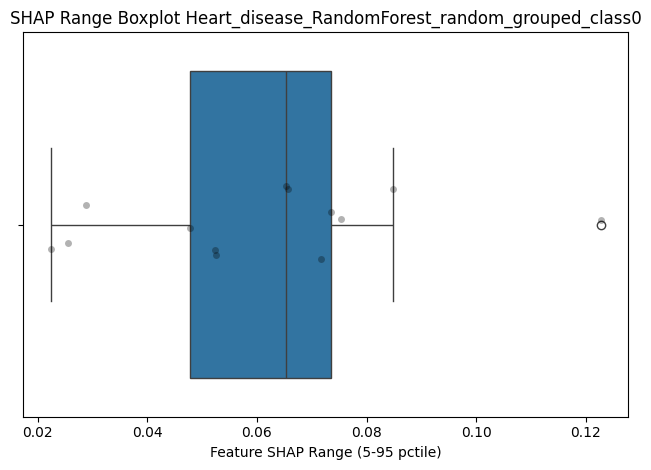 SHAP Range Boxplot Heart_disease_RandomForest_random_grouped_class0
0.02 0.04 0.06 0.08 0.10 0.12
Feature SHAP Range (5-95 pctile)